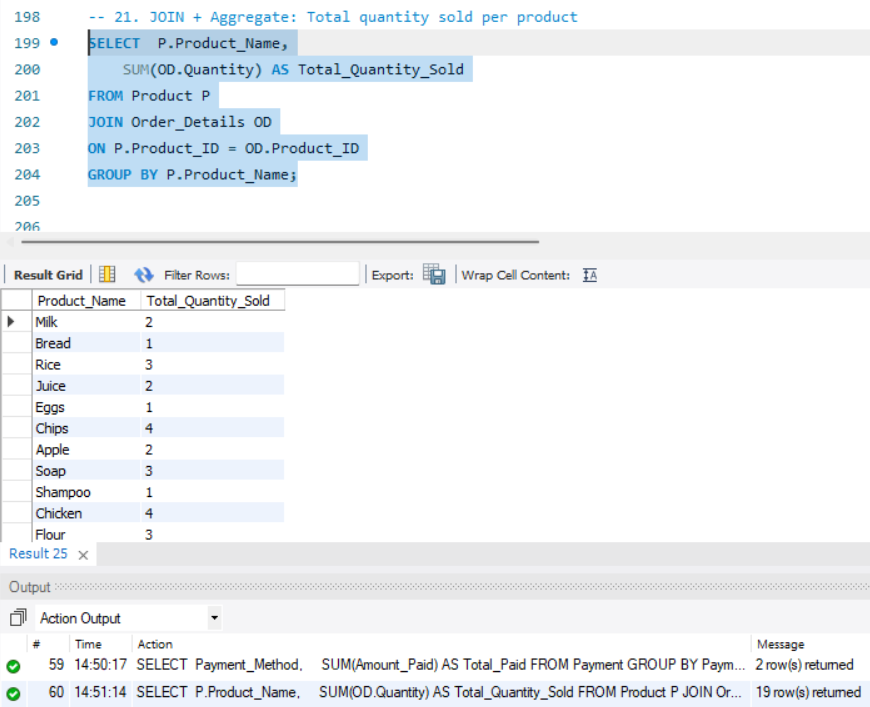 198 -- 21. JOIN + Aggregate: Total quantity sold per product
199 SELECT P.Product_Name,
200 SUM(OD.Quantity) AS Total_Quantity_Sold
201 FROM Product P
202 JOIN Order_Details OD
203 ON P.Product_ID = OD.Product_ID
204 GROUP BY P.Product_Name;
205
206
Result Grid Filter Rows: Export: Wrap Cell Content: IA
Product_Name Total_Quantity_Sold
Milk 2
Bread 1
Rice 3
Juice 2
Eggs 1
Chips 4
Apple 2
Soap 3
Shampoo 1
Chicken 4
Flour 3
Result 25
Output
Action Output
# Time Action Message
59 14:50:17 SELECT Payment_Method, SUM(Amount_Paid) AS Total_Paid FROM Payment GROUP BY Paym... 2 row(s) returned
60 14:51:14 SELECT P.Product_Name, SUM(OD.Quantity) AS Total_Quantity_Sold FROM Product P JOIN Or... 19 row(s) returned